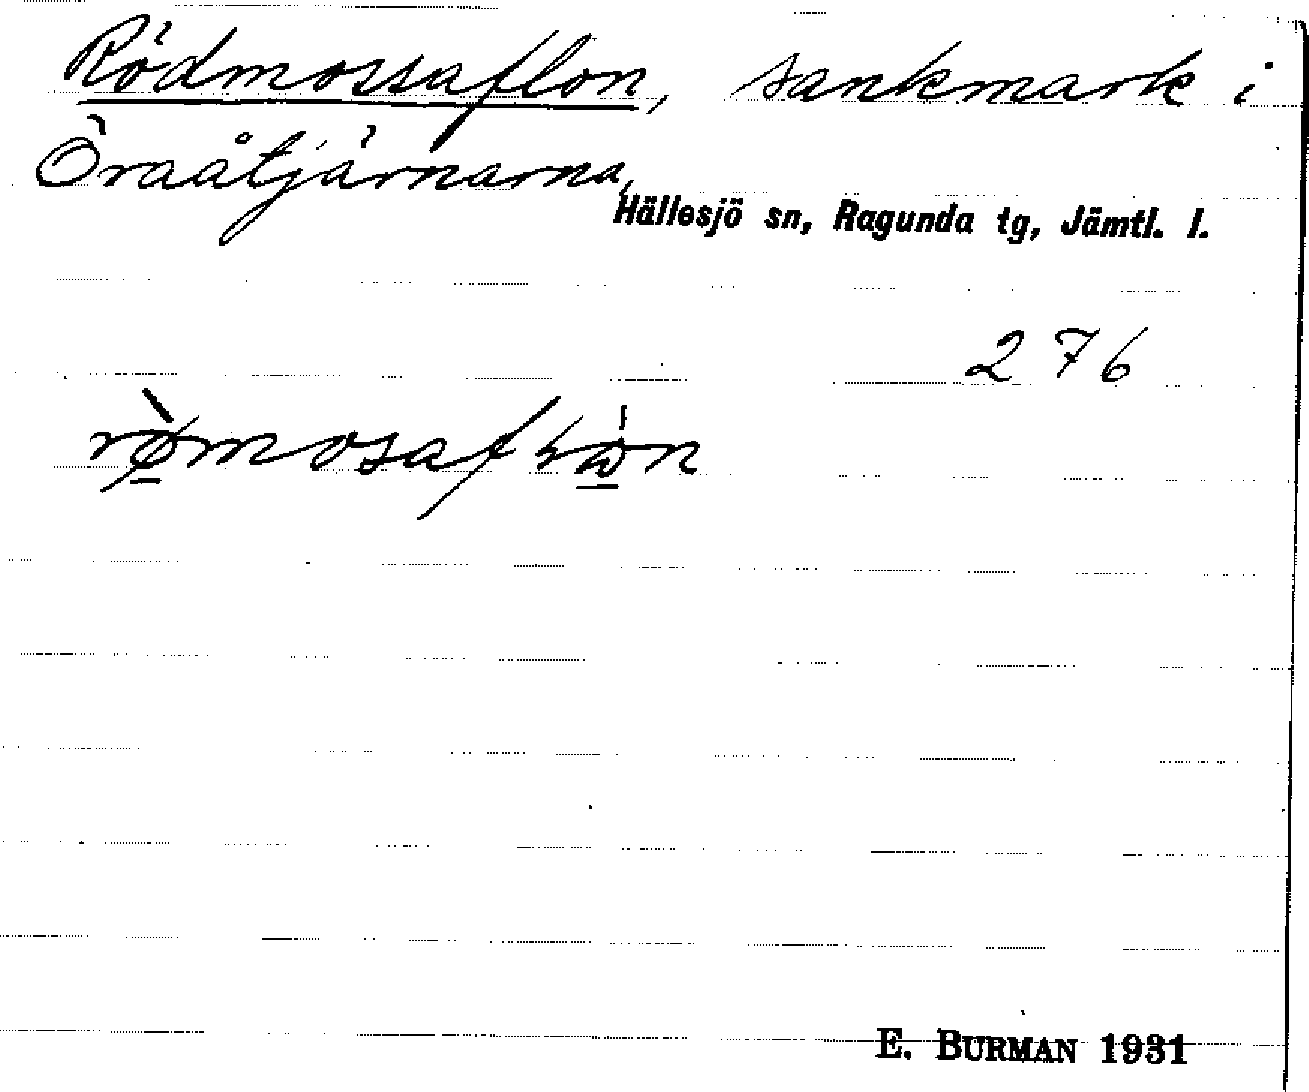 Rödmossaflon, sankmark i
Öraåtjärnarna,
Hällesjö sn, Ragunda tg, Jämtl. l.
276
E. BURMAN 1931